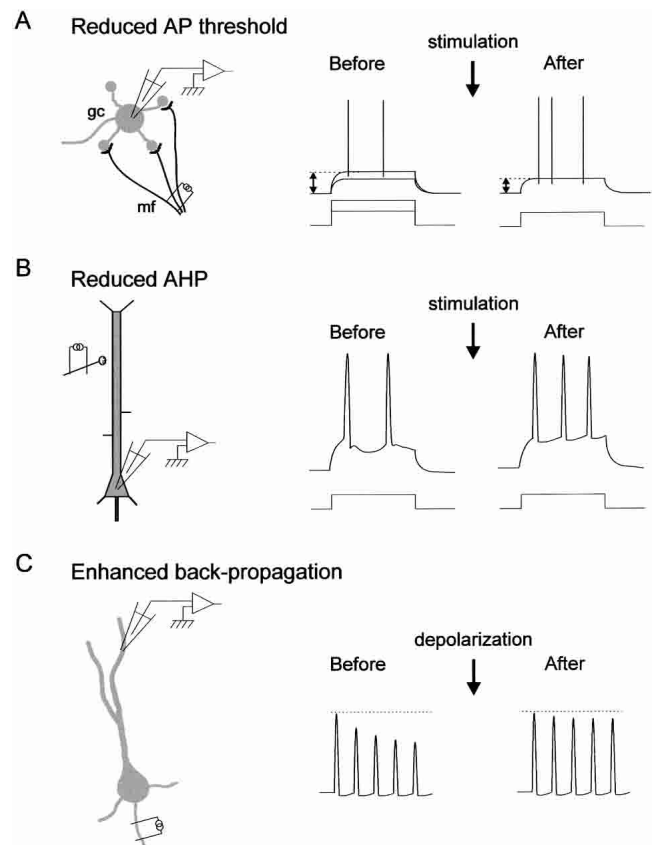 A
Reduced AP threshold
stimulation
Before
After
gc
mf
B
Reduced AHP
stimulation
Before
After
C
Enhanced back-propagation
depolarization
Before
After